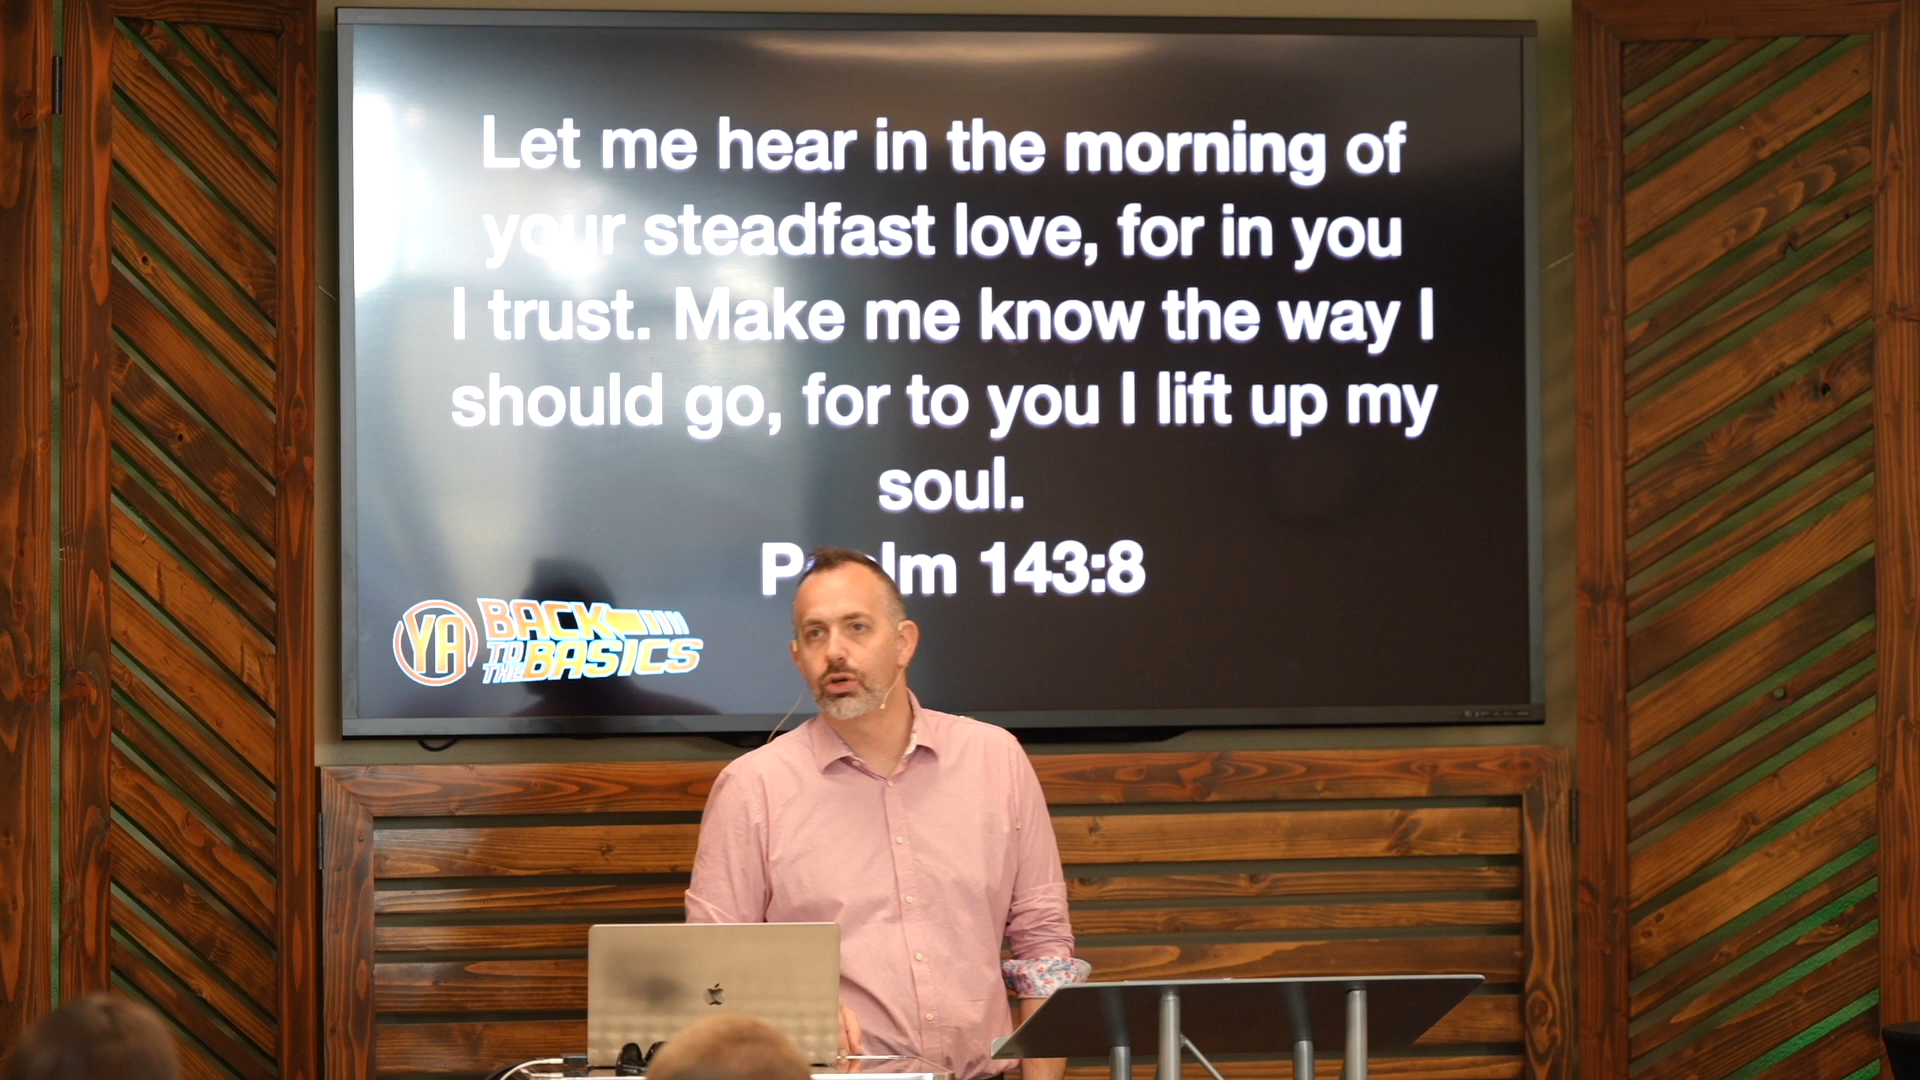 Let me hear in the morning of
your steadfast love, for in you
I trust. Make me know the way I
should go, for to you I lift up my
soul.
Psalm 143:8
YA BACK
TO THE BASICS